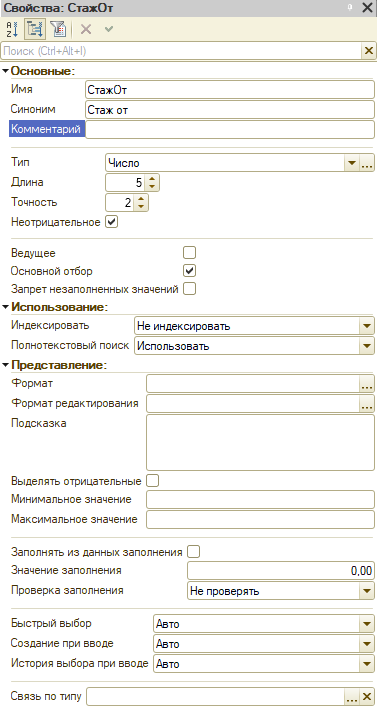 Свойства: СтажОт
Поиск (Ctrl+Alt+I)
Основные:
Имя СтажОт
Синоним Стаж от
Комментарий
Тип Число
Длина 5
Точность 2
Неотрицательное
Ведущее
Основной отбор
Запрет незаполненных значений
Использование:
Индексировать Не индексировать
Полнотекстовый поиск Использовать
Представление:
Формат
Формат редактирования
Подсказка
Выделять отрицательные
Минимальное значение
Максимальное значение
Заполнять из данных заполнения
Значение заполнения 0,00
Проверка заполнения Не проверять
Быстрый выбор Авто
Создание при вводе Авто
История выбора при вводе Авто
Связь по типу